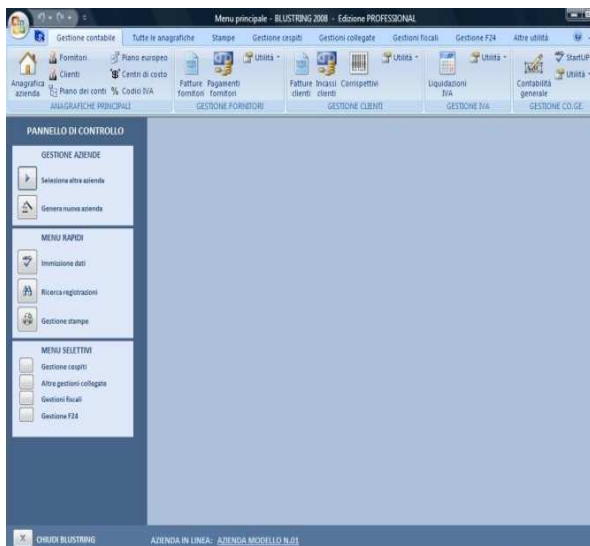 Menu principale - BLUSTRING 2008 - Edizione PROFESSIONAL
Gestione contabile Tutte le anagrafiche Stampe Gestione cespiti Gestioni collegate Gestioni fiscali Gestione F24 Altre utilità
Anagrafica azienda
Fornitori
Clienti
Piano dei conti
Piano europeo
Centri di costo
% Codici IVA
ANAGRAFICHE PRINCIPALI
Fatture fornitori
Pagamenti fornitori
Utilità
GESTIONE FORNITORI
Fatture clienti
Incassi clienti
Corrispettivi
Utilità
GESTIONE CLIENTI
Liquidazioni IVA
Utilità
GESTIONE IVA
Contabilità generale
StartUP
Utilità
GESTIONE CO.GE.
PANNELLO DI CONTROLLO
GESTIONE AZIENDE
Seleziona altra azienda
Genera nuova azienda
MENU RAPIDI
Immissione dati
Ricerca registrazioni
Gestione stampe
MENU SELETTIVI
Gestione cespiti
Altre gestioni collegate
Gestioni fiscali
Gestione F24
X CHIUDI BLUSTRING AZIENDA IN LINEA: AZIENDA MODELLO N.01